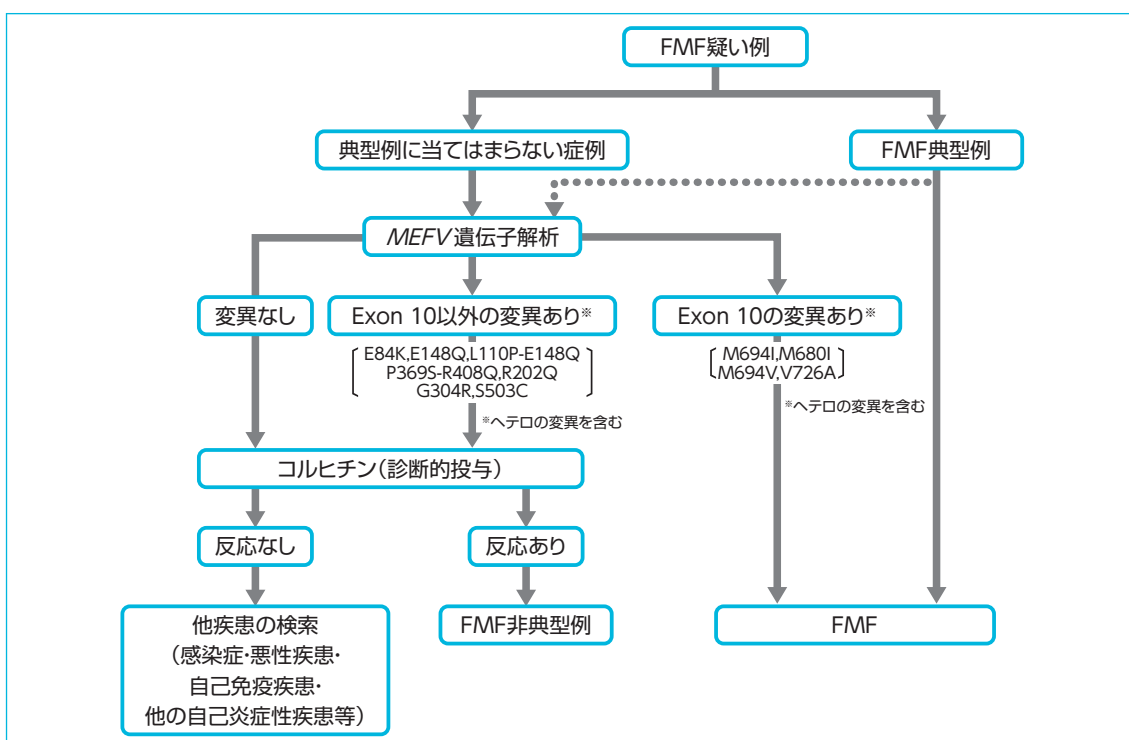 FMF疑い例
典型例に当てはまらない症例
FMF典型例
MEFV遺伝子解析
変異なし
Exon 10以外の変異あり※
Exon 10の変異あり※
E84K,E148Q,L110P-E148Q
P369S-R408Q,R202Q
G304R,S503C
※ヘテロの変異を含む
M694I,M680I
M694V,V726A
※ヘテロの変異を含む
コルヒチン(診断的投与)
反応なし
反応あり
他疾患の検索
(感染症・悪性疾患・
自己免疫疾患・
他の自己炎症性疾患等)
FMF非典型例
FMF